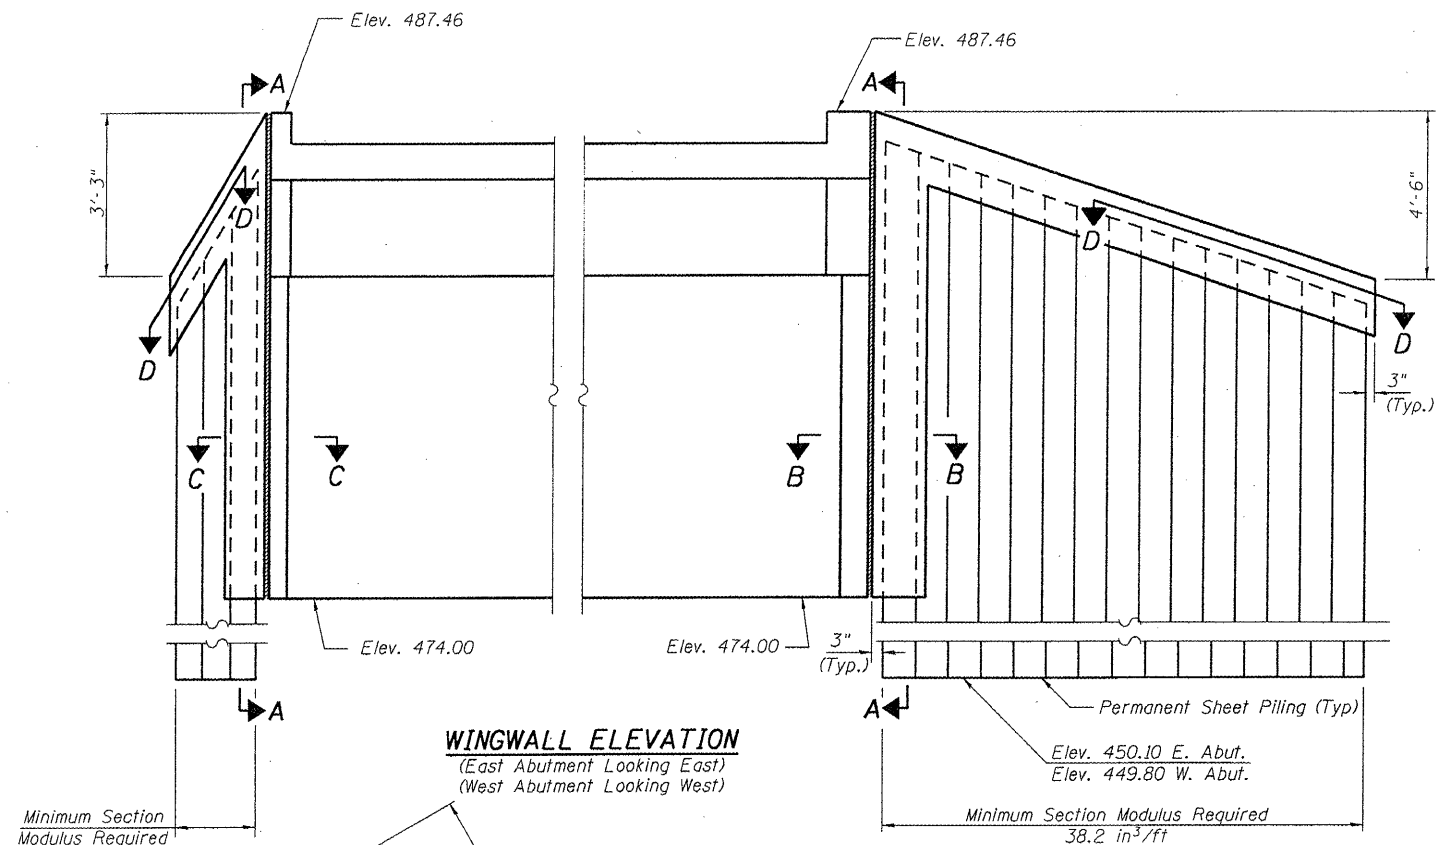 Elev. 487.46
Elev. 487.46
A
A
3'-3"
4'-6"
D
D
D
D
3"
(Typ.)
C
C
B
B
Elev. 474.00
Elev. 474.00
3"
(Typ.)
A
A
Permanent Sheet Piling (Typ)
WINGWALL ELEVATION
(East Abutment Looking East)
(West Abutment Looking West)
Elev. 450.10 E. Abut.
Elev. 449.80 W. Abut.
Minimum Section
Modulus Required
Minimum Section Modulus Required
38.2 in³/ft